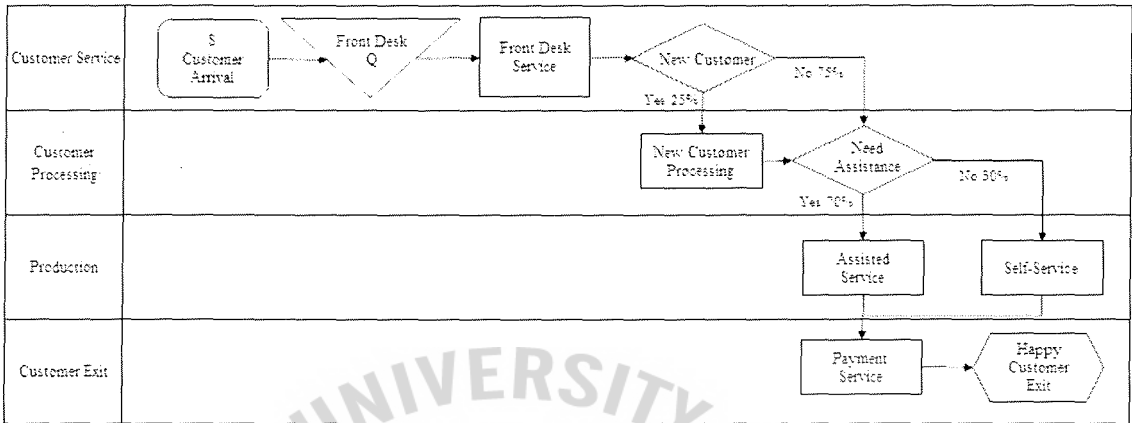 Customer Service
S
Customer
Arrival
Front Desk
Q
Front Desk
Service
New Customer
No 75%
Yes 25%
Customer
Processing
New Customer
Processing
Need
Assistance
No 30%
Yes 70%
Production
Assisted
Service
Self-Service
Customer Exit
Payment
Service
Happy
Customer
Exit
UNIVERSITY